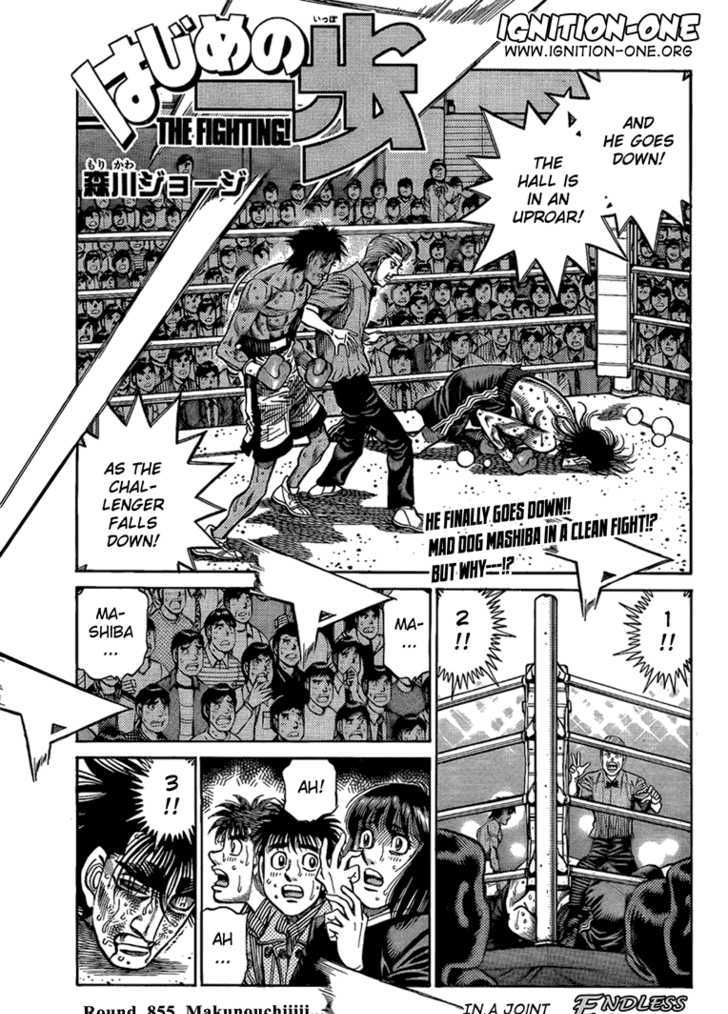 はじめの一歩
いっぽ
THE FIGHTING!
もり かわ
森川ジョージ
IGNITION-ONE
WWW.IGNITION-ONE.ORG
AND
HE GOES
DOWN!
THE
HALL IS
IN AN
UPROAR!
AS THE
CHAL-
LENGER
FALLS
DOWN!
HE FINALLY GOES DOWN!!
MAD DOG MASHIBA IN A CLEAN FIGHT!?
BUT WHY---!?
1
!!
2
!!
MA-
MA-
SHIBA
...
3
!!
AH!
AH
...
Round 855 Makunouchijijij..
IN A JOINT
ENDLESS